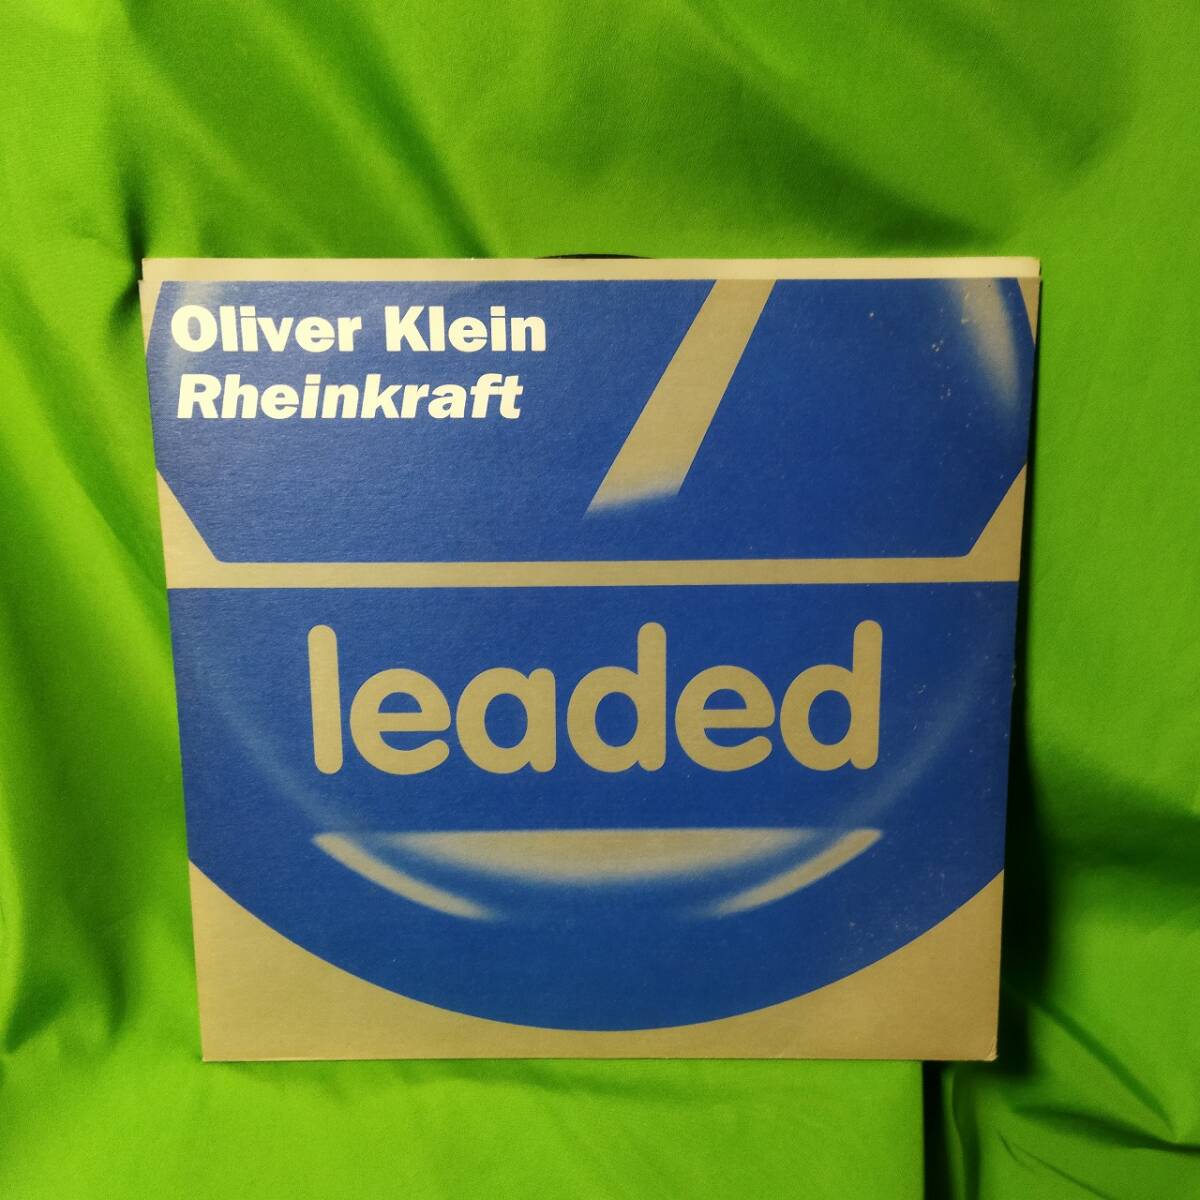 Oliver Klein
Rheinkraft
leaded